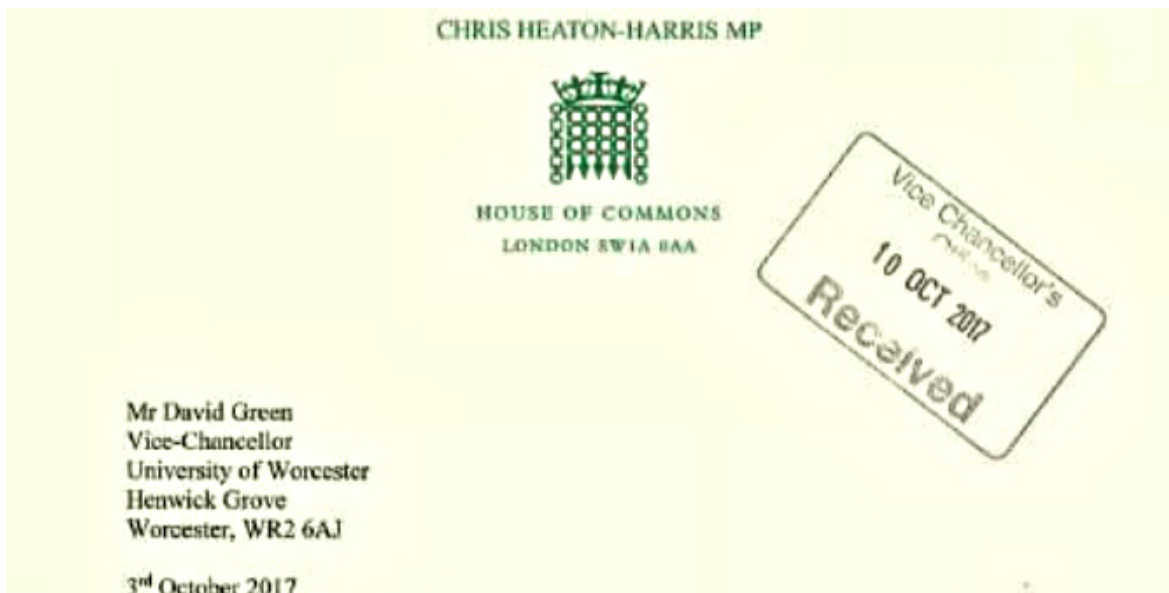 CHRIS HEATON-HARRIS MP
HOUSE OF COMMONS
LONDON SW1A 0AA
Vice Chancellor's
10 OCT 2017
Received
Mr David Green
Vice-Chancellor
University of Worcester
Henwick Grove
Worcester, WR2 6AJ
3rd October 2017